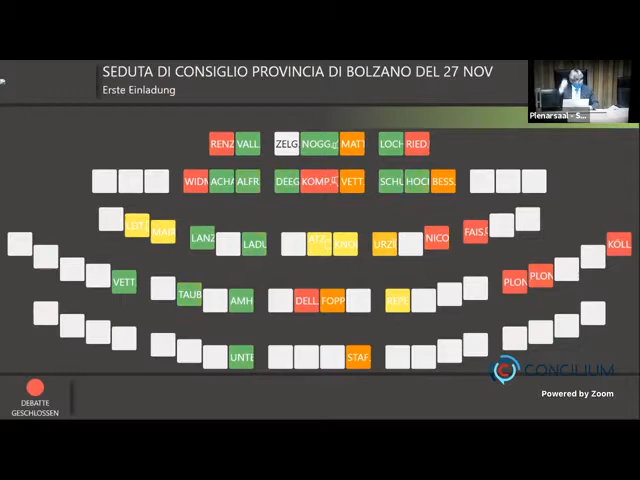 SEDUTA DI CONSIGLIO PROVINCIA DI BOLZANO DEL 27 NOV
Erste Einladung
Plenarsaal - S...
RENZ VALL. ZELG NOGG. MATT LOCH RIED.
WIDM ACHA ALFR DEEG KOMP. VETT. SCHU HOCH BESS.
LEIT. MAIR LANZ LADU ATZ KNOL URZI NICO FAIS.
KÖLL
VETT. TAUB AMH DELL. FOPP REPE PLON PLON
UNTE STAF.
CONCILIUM
Powered by Zoom
DEBATTE
GESCHLOSSEN